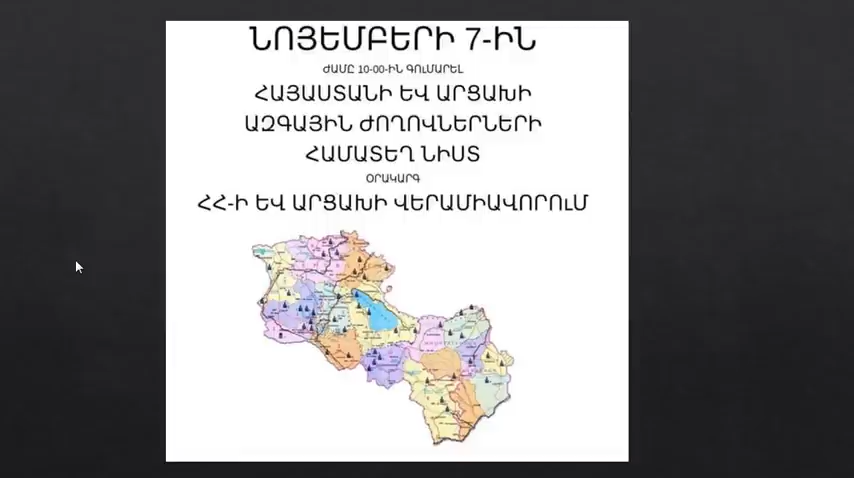 ՆՈՅԵՄԲԵՐԻ 7-ԻՆ
ԺԱՄԸ 10-00-ԻՆ ԳՈւՄԱՐԵԼ
ՀԱՅԱՍՏԱՆԻ ԵՎ ԱՐՑԱԽԻ
ԱԶԳԱՅԻՆ ԺՈՂՈՎՆԵՐՆԵՐԻ
ՀԱՄԱՏԵՂ ՆԻՍՏ
ՕՐԱԿԱՐԳ
ՀՀ-Ի ԵՎ ԱՐՑԱԽԻ ՎԵՐԱՄԻԱՎՈՐՈւՄ